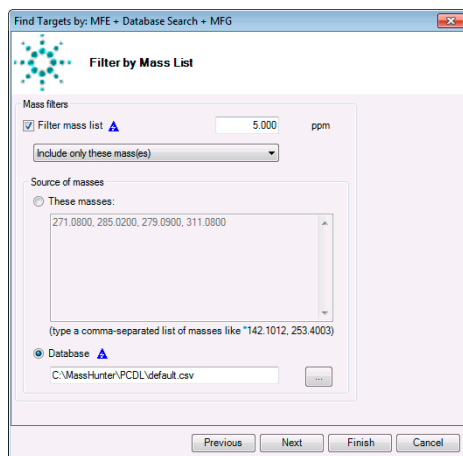 Find Targets by: MFE + Database Search + MFG
Filter by Mass List
Mass filters
Filter mass list 5.000 ppm
Include only these mass(es)
Source of masses
These masses:
271.0800, 285.0200, 279.0900, 311.0800
(type a comma-separated list of masses like "142.1012, 253.4003)
Database
C:\MassHunter\PCDL\default.csv
...
Previous Next Finish Cancel